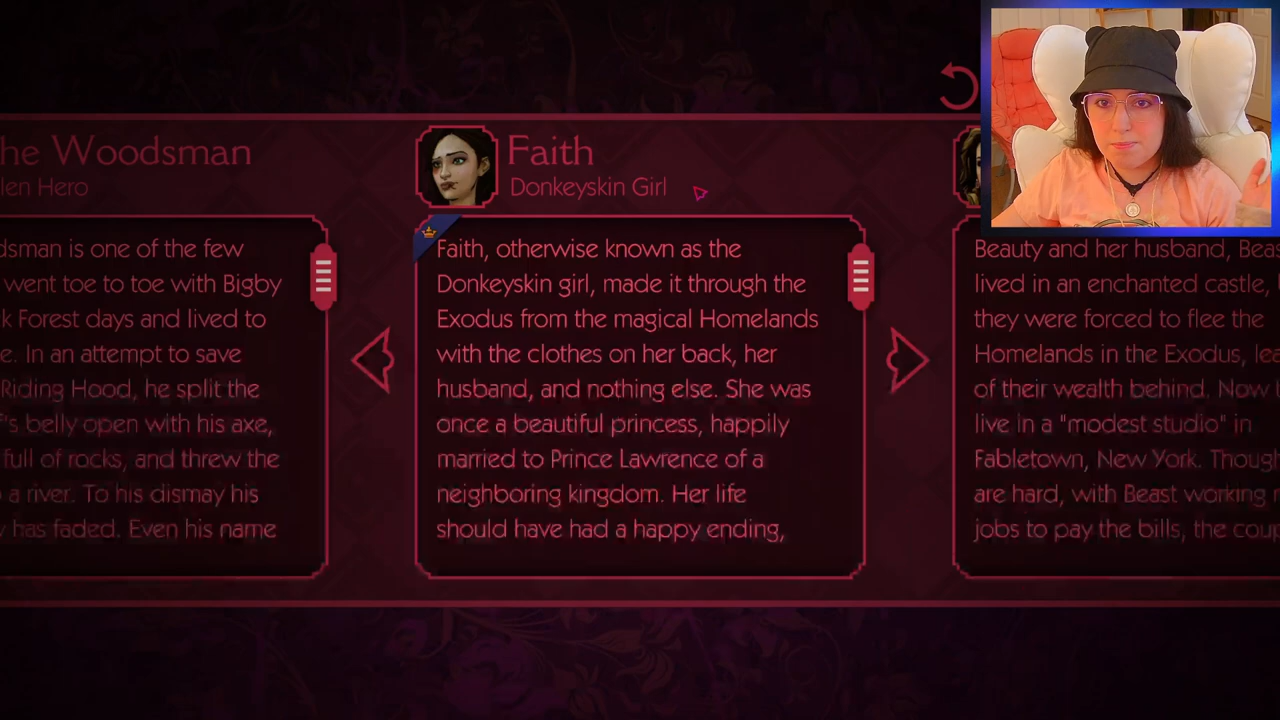 he Woodsman
len Hero
dsman is one of the few
went toe to toe with Bigby
k Forest days and lived to
e. In an attempt to save
Riding Hood, he split the
f's belly open with his axe,
full of rocks, and threw the
a river. To his dismay his
y has faded. Even his name
Faith
Donkeyskin Girl
Faith, otherwise known as the
Donkeyskin girl, made it through the
Exodus from the magical Homelands
with the clothes on her back, her
husband, and nothing else. She was
once a beautiful princess, happily
married to Prince Lawrence of a
neighboring kingdom. Her life
should have had a happy ending,
Beauty and her husband, Beas
lived in an enchanted castle,
they were forced to flee the
Homelands in the Exodus, lea
of their wealth behind. Now
live in a "modest studio" in
Fabletown, New York. Though
are hard, with Beast working
jobs to pay the bills, the coup